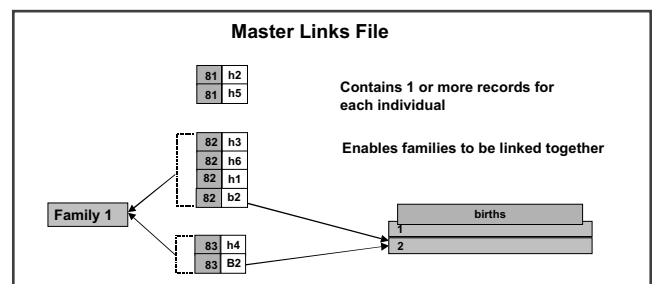 Master Links File
81 h2
81 h5
Contains 1 or more records for
each individual
82 h3
82 h6
82 h1
82 b2
Enables families to be linked together
Family 1
births
1
2
83 h4
83 B2